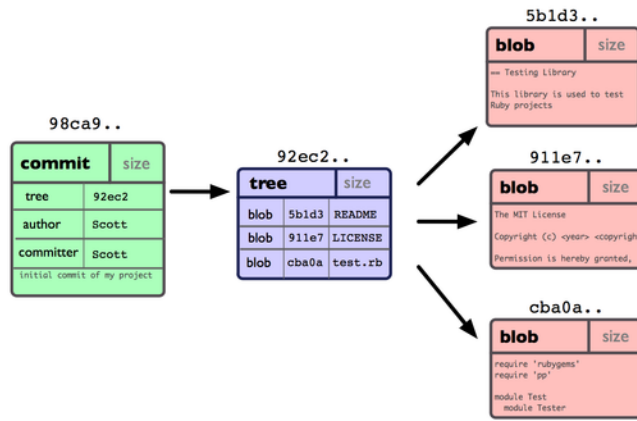 98ca9..
commit size
tree 92ec2
author Scott
committer Scott
initial commit of my project
92ec2..
tree size
blob 5b1d3 README
blob 911e7 LICENSE
blob cba0a test.rb
5b1d3..
blob size
== Testing Library
This library is used to test
Ruby projects
911e7..
blob size
The MIT License
Copyright (c) <year> <copyrigh
Permission is hereby granted,
cba0a..
blob size
require 'rubygems'
require 'pp'
module Test
module Tester